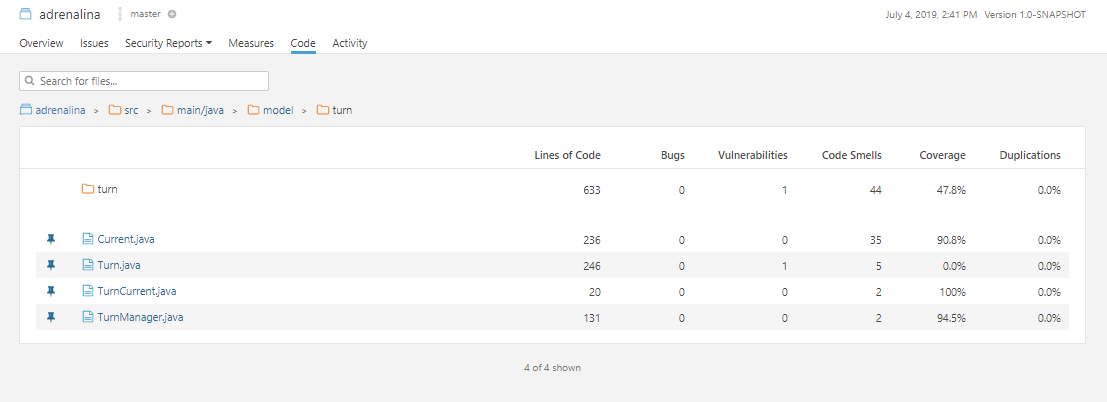 adrenalina master July 4, 2019, 2:41 PM Version 1.0-SNAPSHOT
Overview Issues Security Reports Measures Code Activity
Search for files...
adrenalina > src > main/java > model > turn
Lines of Code Bugs Vulnerabilities Code Smells Coverage Duplications
turn 633 0 1 44 47.8% 0.0%
Current.java 236 0 0 35 90.8% 0.0%
Turn.java 246 0 1 5 0.0% 0.0%
TurnCurrent.java 20 0 0 2 100% 0.0%
TurnManager.java 131 0 0 2 94.5% 0.0%
4 of 4 shown